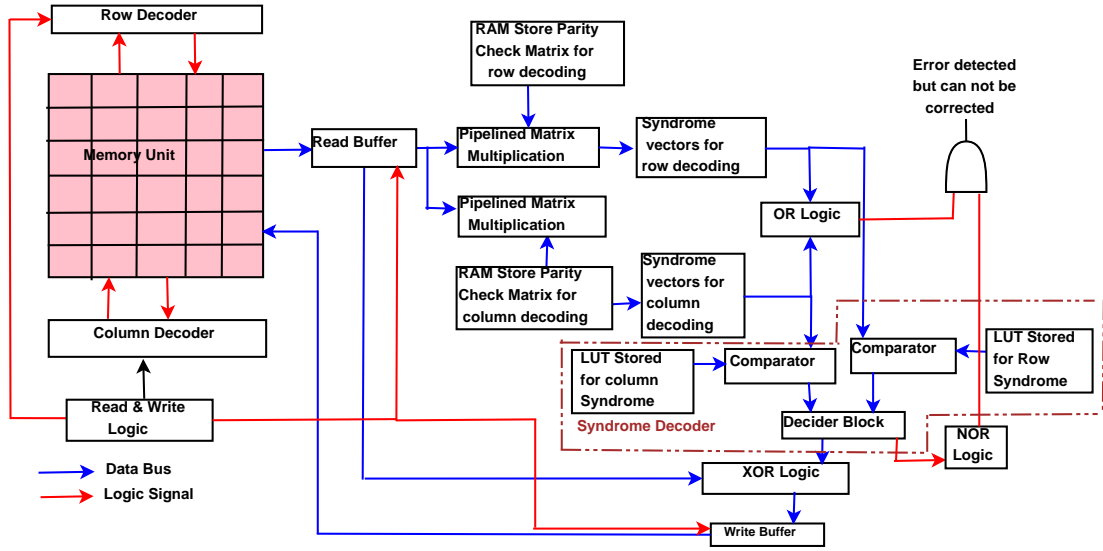 Row Decoder
RAM Store Parity
Check Matrix for
row decoding
Error detected
but can not be
corrected
Memory Unit
Read Buffer
Pipelined Matrix
Multiplication
Syndrome
vectors for
row decoding
Pipelined Matrix
Multiplication
OR Logic
RAM Store Parity
Check Matrix for
column decoding
Syndrome
vectors for
column
decoding
Column Decoder
LUT Stored
for column
Syndrome
Comparator
Comparator
LUT Stored
for Row
Syndrome
Read & Write
Logic
Syndrome Decoder
Decider Block
NOR
Logic
Data Bus
Logic Signal
XOR Logic
Write Buffer